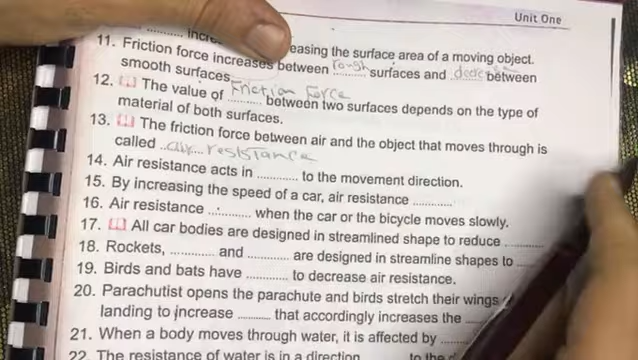 Unit One
easing the surface area of a moving object.
11. Friction force increases between rough surfaces and decrease between
smooth surfaces.
12. The value of Friction Force between two surfaces depends on the type of
material of both surfaces.
13. The friction force between air and the object that moves through is
called air resistance
14. Air resistance acts in .......... to the movement direction.
15. By increasing the speed of a car, air resistance ..........
16. Air resistance .......... when the car or the bicycle moves slowly.
17. All car bodies are designed in streamlined shape to reduce ..........
18. Rockets, .......... and .......... are designed in streamline shapes to
19. Birds and bats have .......... to decrease air resistance.
20. Parachutist opens the parachute and birds stretch their wings
landing to increase .......... that accordingly increases the
21. When a body moves through water, it is affected by ..........
22. The resistance of water is in a direction